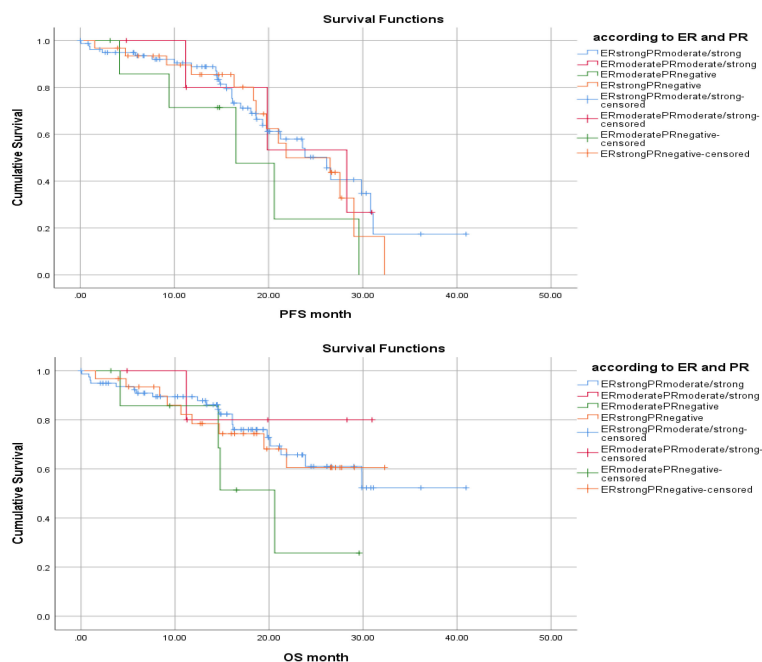 Survival Functions
1.0
0.8
0.6
0.4
0.2
0.0
Cumulative Survival
.00
10.00
20.00
30.00
40.00
50.00
PFS month
according to ER and PR
ERstrongPRmoderate/strong
ERmoderatePRmoderate/strong
ERmoderatePRnegative
ERstrongPRnegative
ERstrongPRmoderate/strong-
censored
ERmoderatePRmoderate/strong-
censored
ERmoderatePRnegative-
censored
ERstrongPRnegative-censored
Survival Functions
1.0
0.8
0.6
0.4
0.2
0.0
Cumulative Survival
.00
10.00
20.00
30.00
40.00
50.00
OS month
according to ER and PR
ERstrongPRmoderate/strong
ERmoderatePRmoderate/strong
ERmoderatePRnegative
ERstrongPRnegative
ERstrongPRmoderate/strong-
censored
ERmoderatePRmoderate/strong-
censored
ERmoderatePRnegative-
censored
ERstrongPRnegative-censored